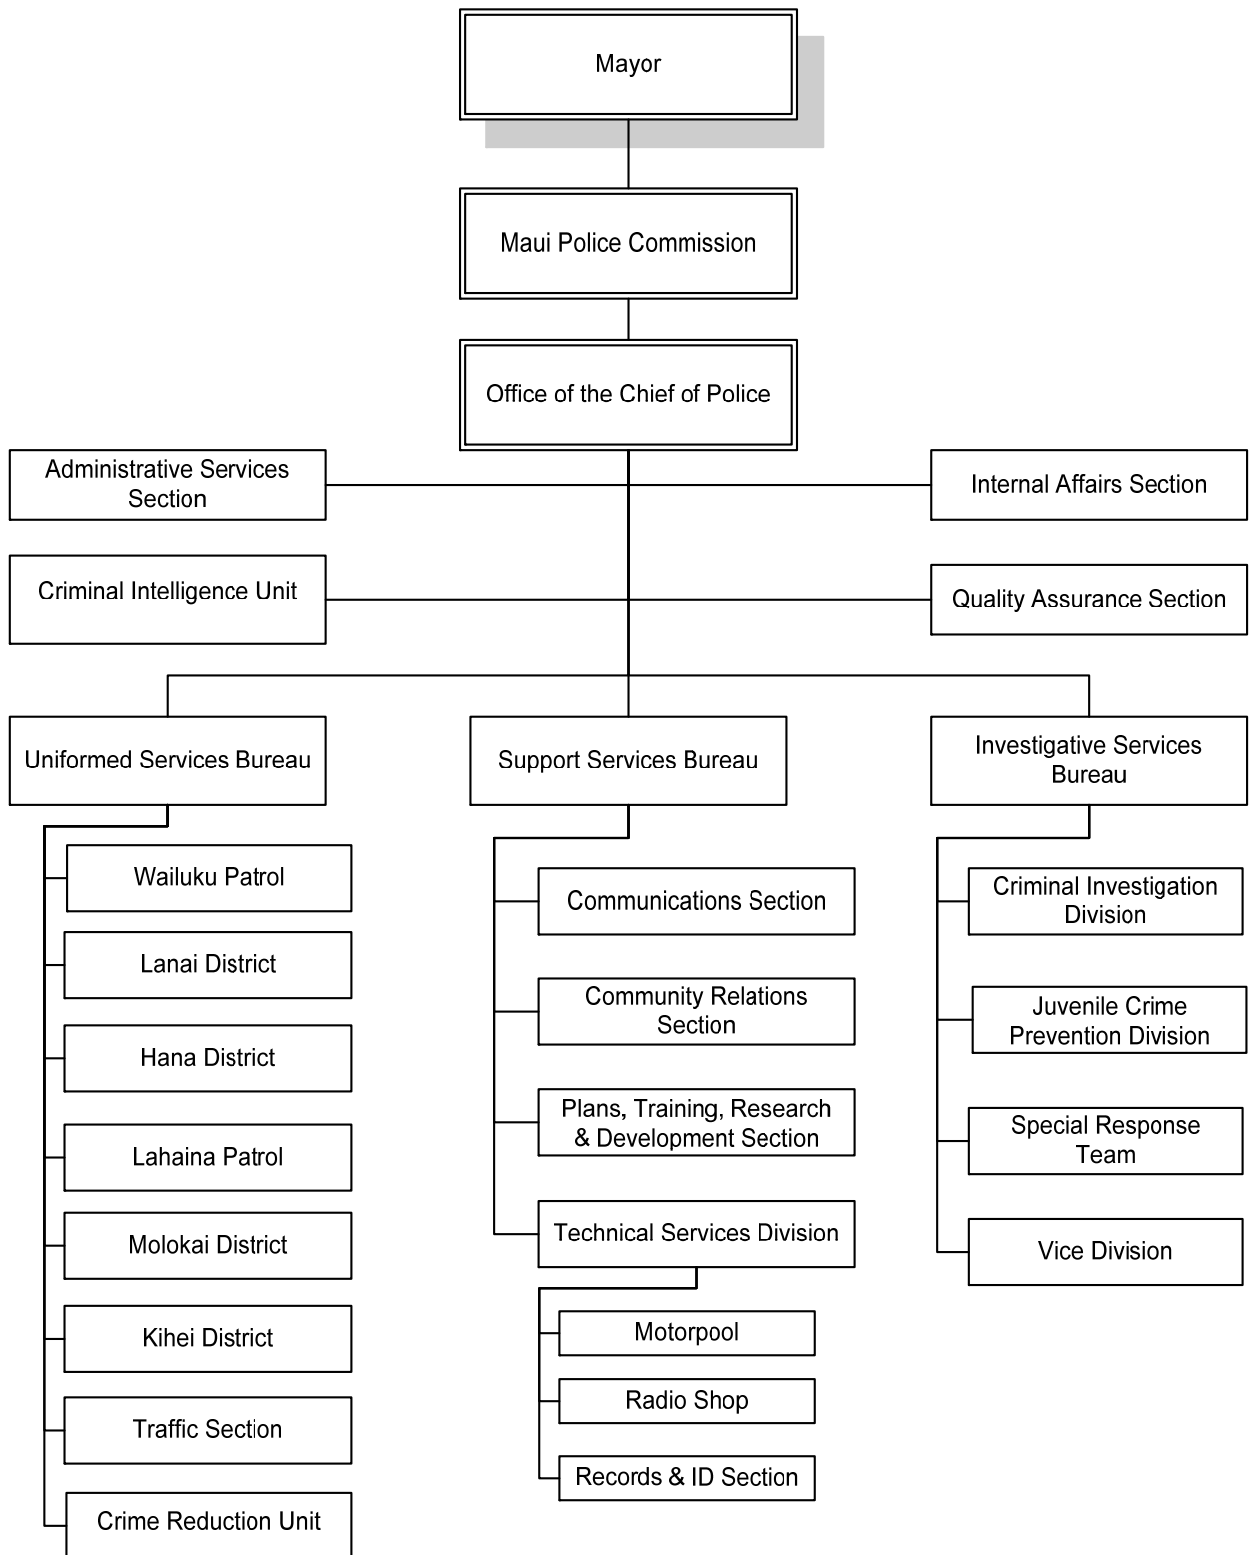 Mayor
Maui Police Commission
Office of the Chief of Police
Administrative Services
Section
Internal Affairs Section
Criminal Intelligence Unit
Quality Assurance Section
Uniformed Services Bureau
Support Services Bureau
Investigative Services
Bureau
Wailuku Patrol
Lanai District
Hana District
Lahaina Patrol
Molokai District
Kihei District
Traffic Section
Crime Reduction Unit
Communications Section
Community Relations
Section
Plans, Training, Research
& Development Section
Technical Services Division
Motorpool
Radio Shop
Records & ID Section
Criminal Investigation
Division
Juvenile Crime
Prevention Division
Special Response
Team
Vice Division